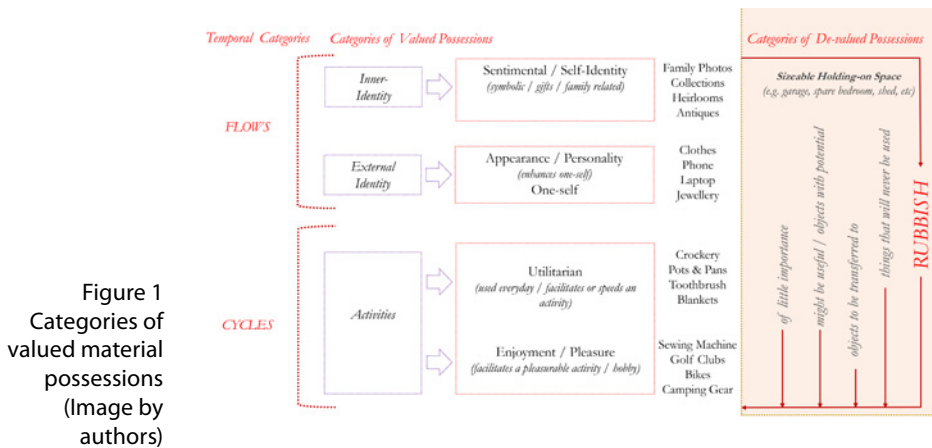 Temporal Categories
Categories of Valued Possessions
Categories of De-valued Possessions
FLOWS
Inner-
Identity
Sentimental / Self-Identity
(symbolic / gifts / family related)
Family Photos
Collections
Heirlooms
Antiques
External
Identity
Appearance / Personality
(enhances one-self)
One-self
Clothes
Phone
Laptop
Jewellery
CYCLES
Activities
Utilitarian
(used everyday / facilitates or speeds an
activity)
Crockery
Pots & Pans
Toothbrush
Blankets
Enjoyment / Pleasure
(facilitates a pleasurable activity / hobby)
Sewing Machine
Golf Clubs
Bikes
Camping Gear
Sizeable Holding-on Space
(e.g. garage, spare bedroom, shed, etc)
of little importance
might be useful / objects with potential
objects to be transferred to
things that will never be used
RUBBISH
Figure 1
Categories of
valued material
possessions
(Image by
authors)